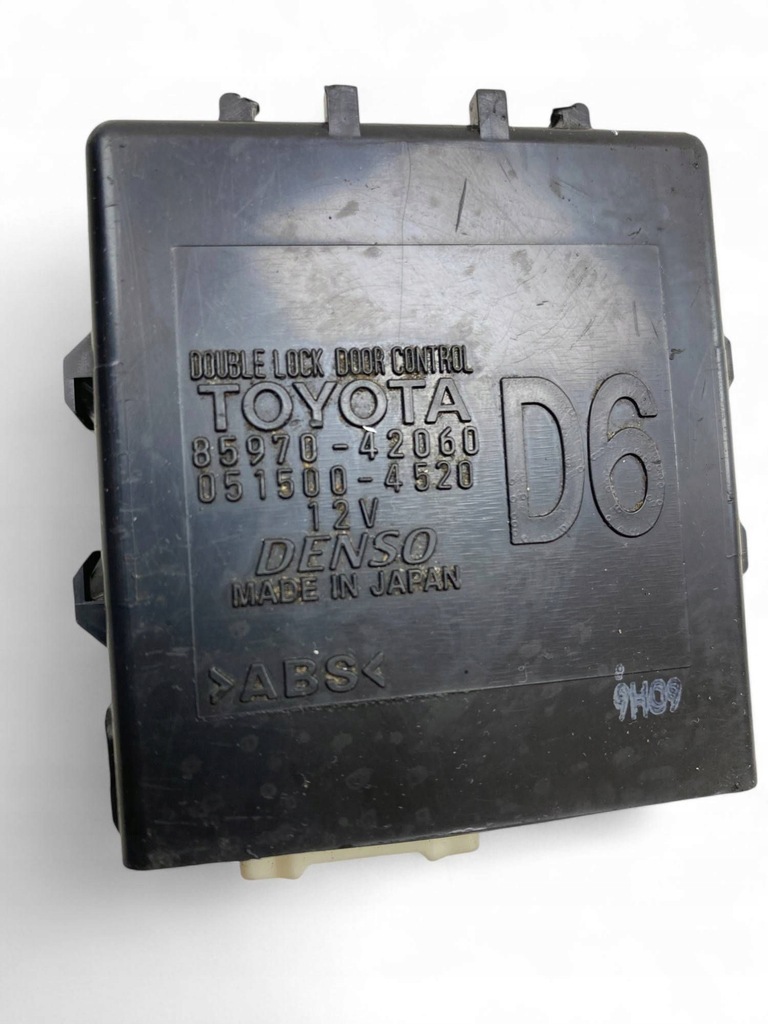 DOUBLE LOCK DOOR CONTROL
TOYOTA
85970-42060
051500-4520
12V
DENSO
MADE IN JAPAN
D6
>ABS<
9H09